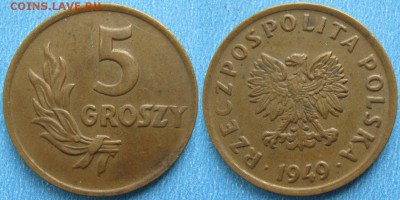 COINS.LAVE.RU
5
GROSZY
RZECZPOSPOLITA POLSKA
1949